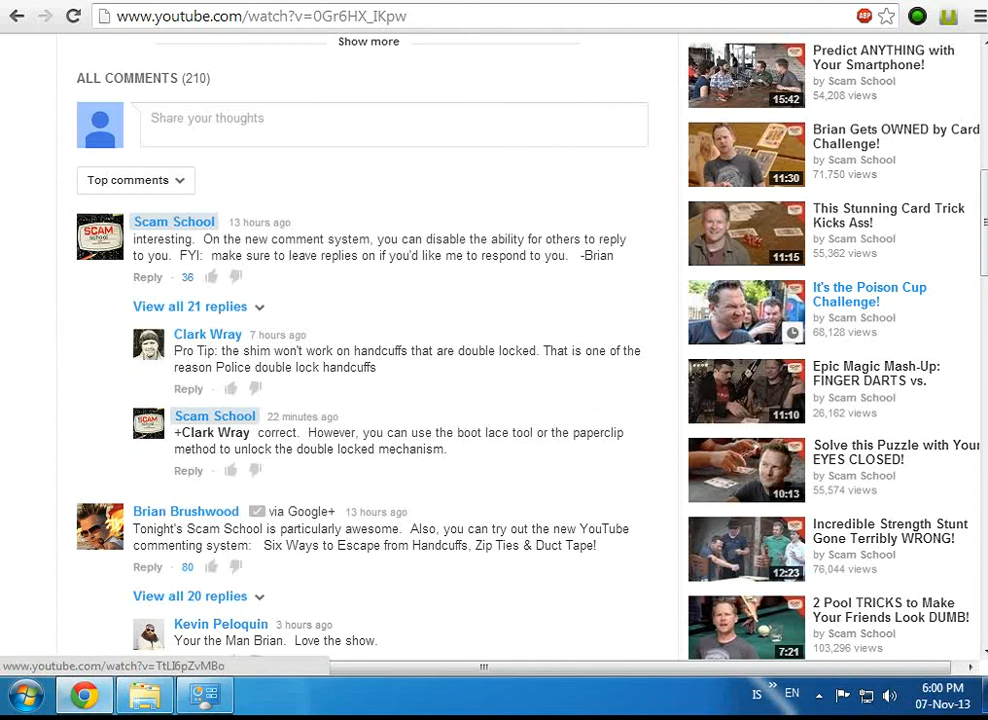 www.youtube.com/watch?v=0Gr6HX_IKpw
ABP
Show more
ALL COMMENTS (210)
Share your thoughts
Top comments
Scam School 13 hours ago
interesting. On the new comment system, you can disable the ability for others to reply
to you. FYI: make sure to leave replies on if you'd like me to respond to you. -Brian
Reply · 36
View all 21 replies
Clark Wray 7 hours ago
Pro Tip: the shim won't work on handcuffs that are double locked. That is one of the
reason Police double lock handcuffs
Reply ·
Scam School 22 minutes ago
+Clark Wray correct. However, you can use the boot lace tool or the paperclip
method to unlock the double locked mechanism.
Reply ·
Brian Brushwood via Google+ 13 hours ago
Tonight's Scam School is particularly awesome. Also, you can try out the new YouTube
commenting system: Six Ways to Escape from Handcuffs, Zip Ties & Duct Tape!
Reply · 80
View all 20 replies
Kevin Peloquin 3 hours ago
Your the Man Brian. Love the show.
Predict ANYTHING with
Your Smartphone!
by Scam School
54,208 views
15:42
Brian Gets OWNED by Card
Challenge!
by Scam School
71,750 views
11:30
This Stunning Card Trick
Kicks Ass!
by Scam School
55,362 views
11:15
It's the Poison Cup
Challenge!
by Scam School
68,128 views
Epic Magic Mash-Up:
FINGER DARTS vs.
by Scam School
26,162 views
11:10
Solve this Puzzle with Your
EYES CLOSED!
by Scam School
55,574 views
10:13
Incredible Strength Stunt
Gone Terribly WRONG!
by Scam School
76,044 views
12:23
2 Pool TRICKS to Make
Your Friends Look DUMB!
by Scam School
103,296 views
7:21
www.youtube.com/watch?v=TtLI6pZvMBo
IS
EN
6:00 PM
07-Nov-13
SCAM
school